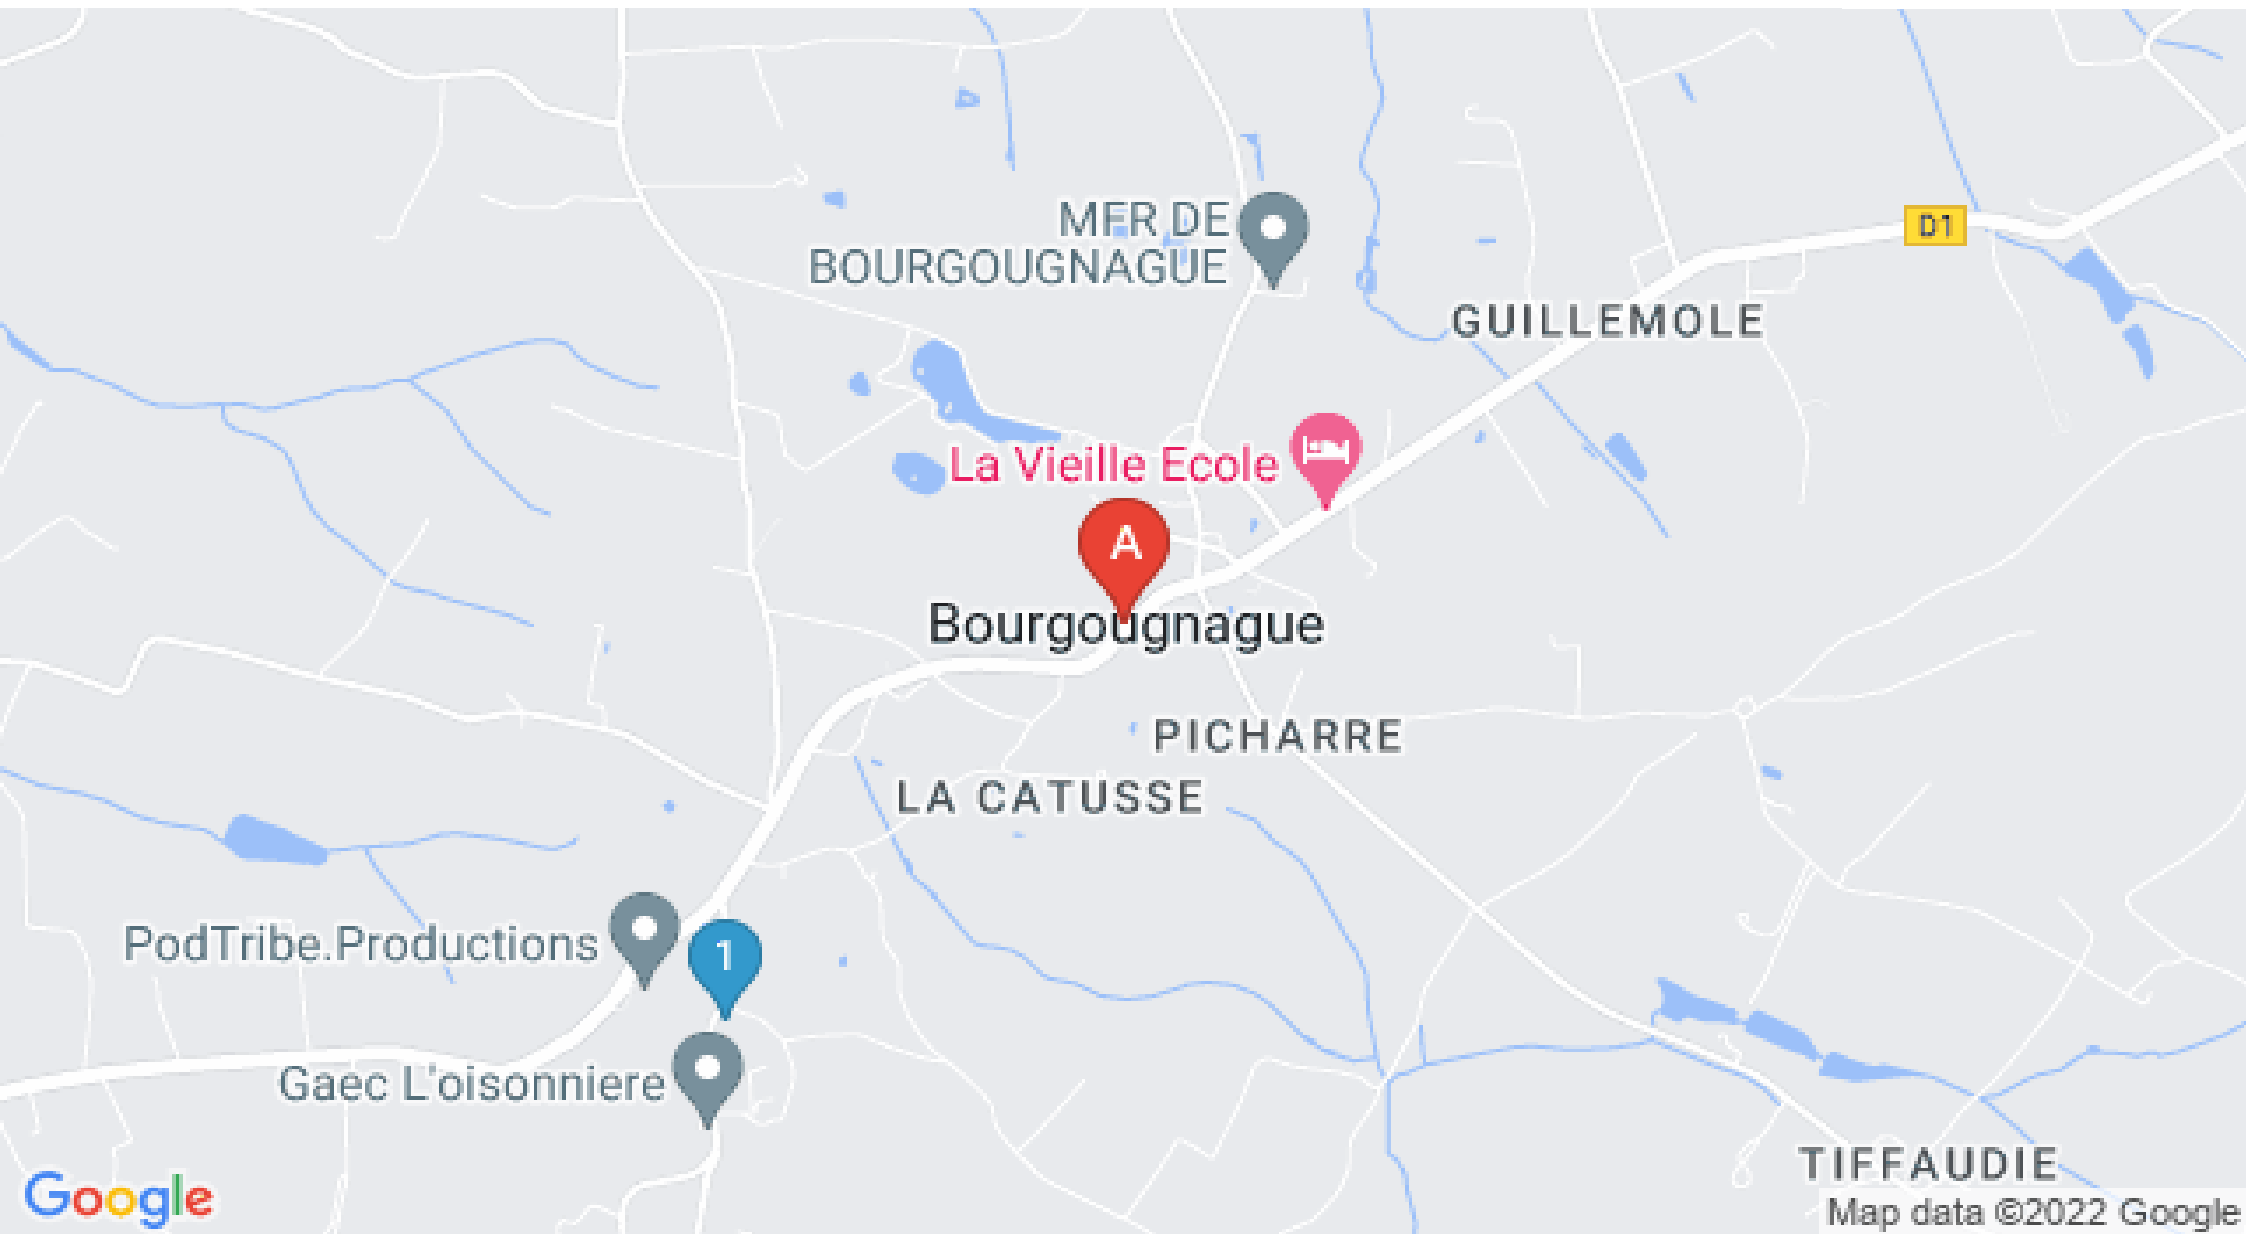 MFR DE
BOURGOUGNAGUE
D1
GUILLEMOLE
La Vieille Ecole
A
Bourgougnague
PICHARRE
LA CATUSSE
PodTribe.Productions
1
Gaec L'oisonniere
TIFFAUDIE
Google
Map data ©2022 Google